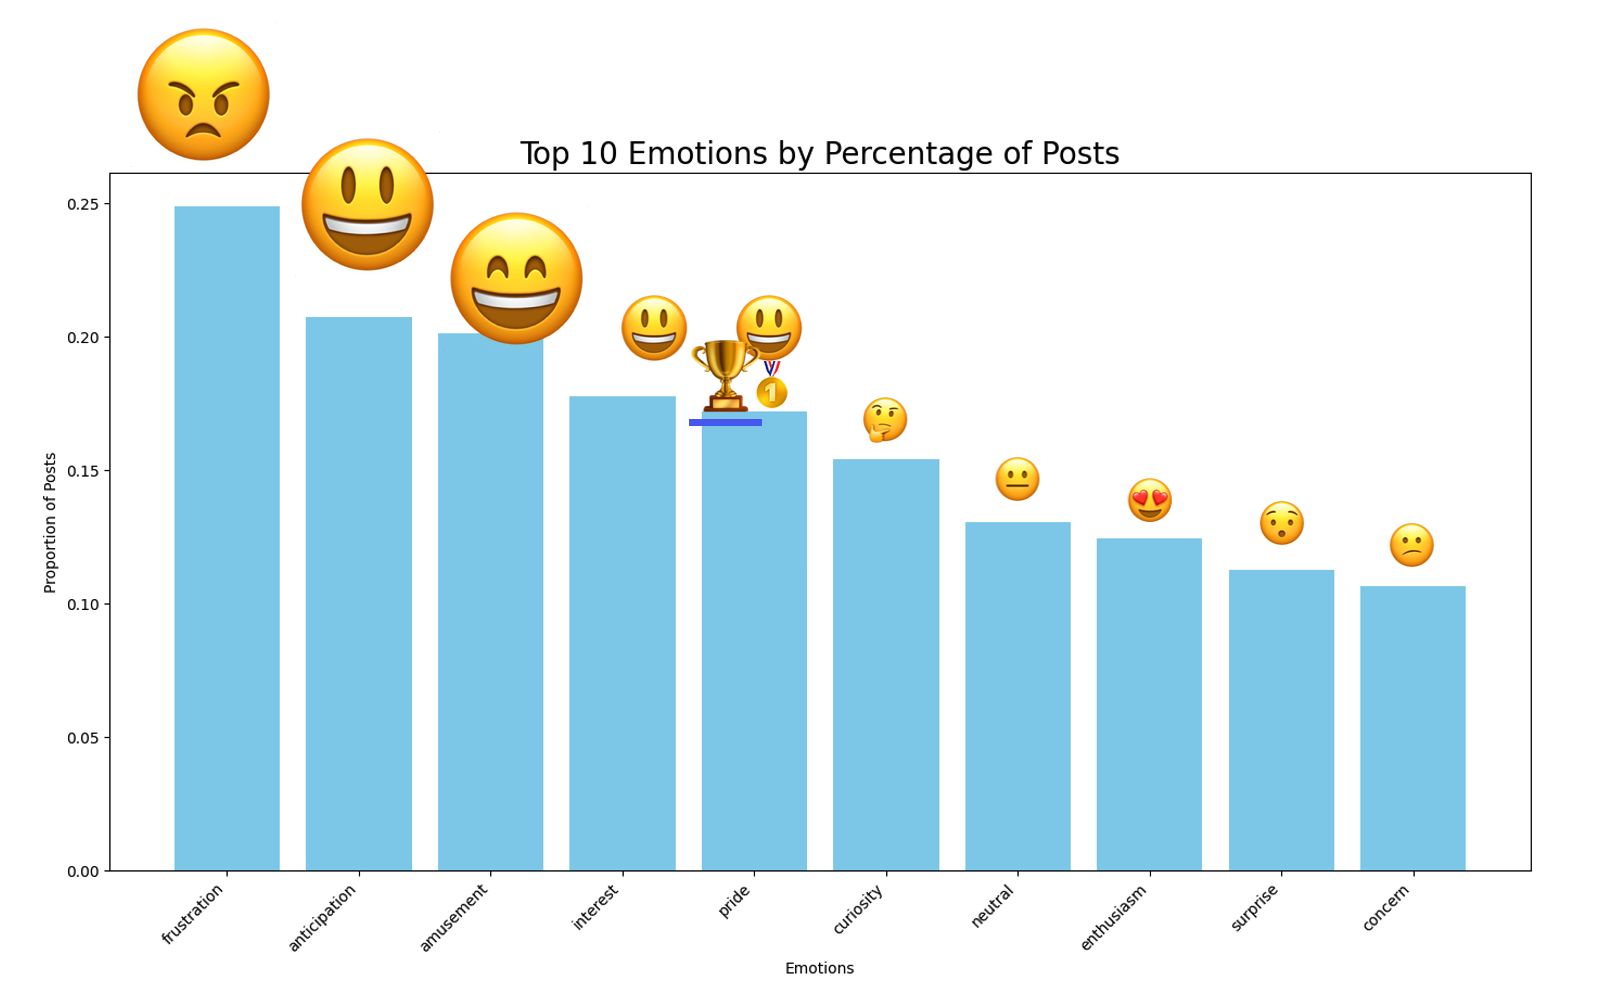 Top 10 Emotions by Percentage of Posts
0.25
0.20
0.15
0.10
0.05
0.00
Proportion of Posts
1
frustration
anticipation
amusement
interest
pride
curiosity
neutral
enthusiasm
surprise
concern
Emotions